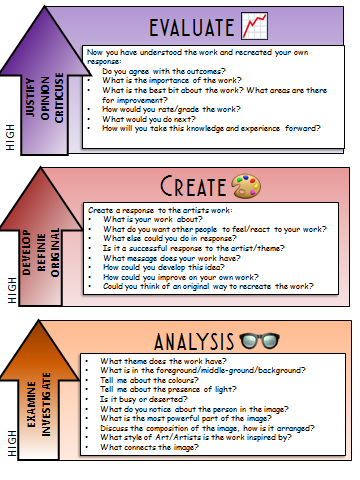 EVALUATE
Now you have understood the work and recreated your own
response:
• Do you agree with the outcomes?
• What is the importance of the work?
• What is the best bit about the work? What areas are there
for improvement?
• How would you rate/grade the work?
• What would you do next?
• How will you take this knowledge and experience forward?
JUSTIFY
OPINION
CRITICUSE
HIGH
CREATE
Create a response to the artists work:
• What is your work about?
• What do you want other people to feel/react to your work?
• What else could you do in response?
• Is it a successful response to the artist/theme?
• What message does your work have?
• How could you develop this idea?
• How could you improve on your own work?
• Could you think of an original way to recreate the work?
DEVELOP
REFINIE
ORIGINAL
HIGH
ANALYSIS
• What theme does the work have?
• What is in the foreground/middle-ground/background?
• Tell me about the colours?
• Tell me about the presence of light?
• Is it busy or deserted?
• What do you notice about the person in the image?
• What is the most powerful part of the image?
• Discuss the composition of the image, how is it arranged?
• What style of Art/Artists is the work inspired by?
• What connects the image?
EXAMINE
INVESTIGATE
HIGH